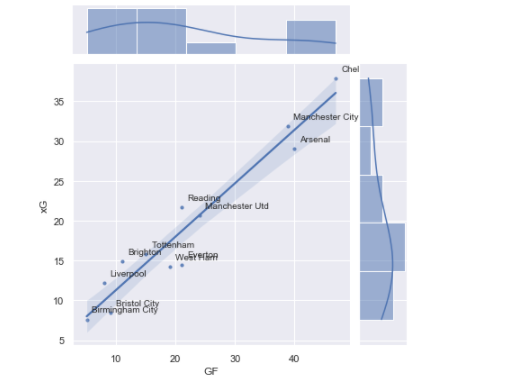 Chel
35
Manchester City
30
Arsenal
25
xG
Reading
Manchester Utd
20
Tottenham
Brighton
Everton
West Ham
15
Liverpool
10
Bristol City
Birmingham City
5
10
20
30
40
GF